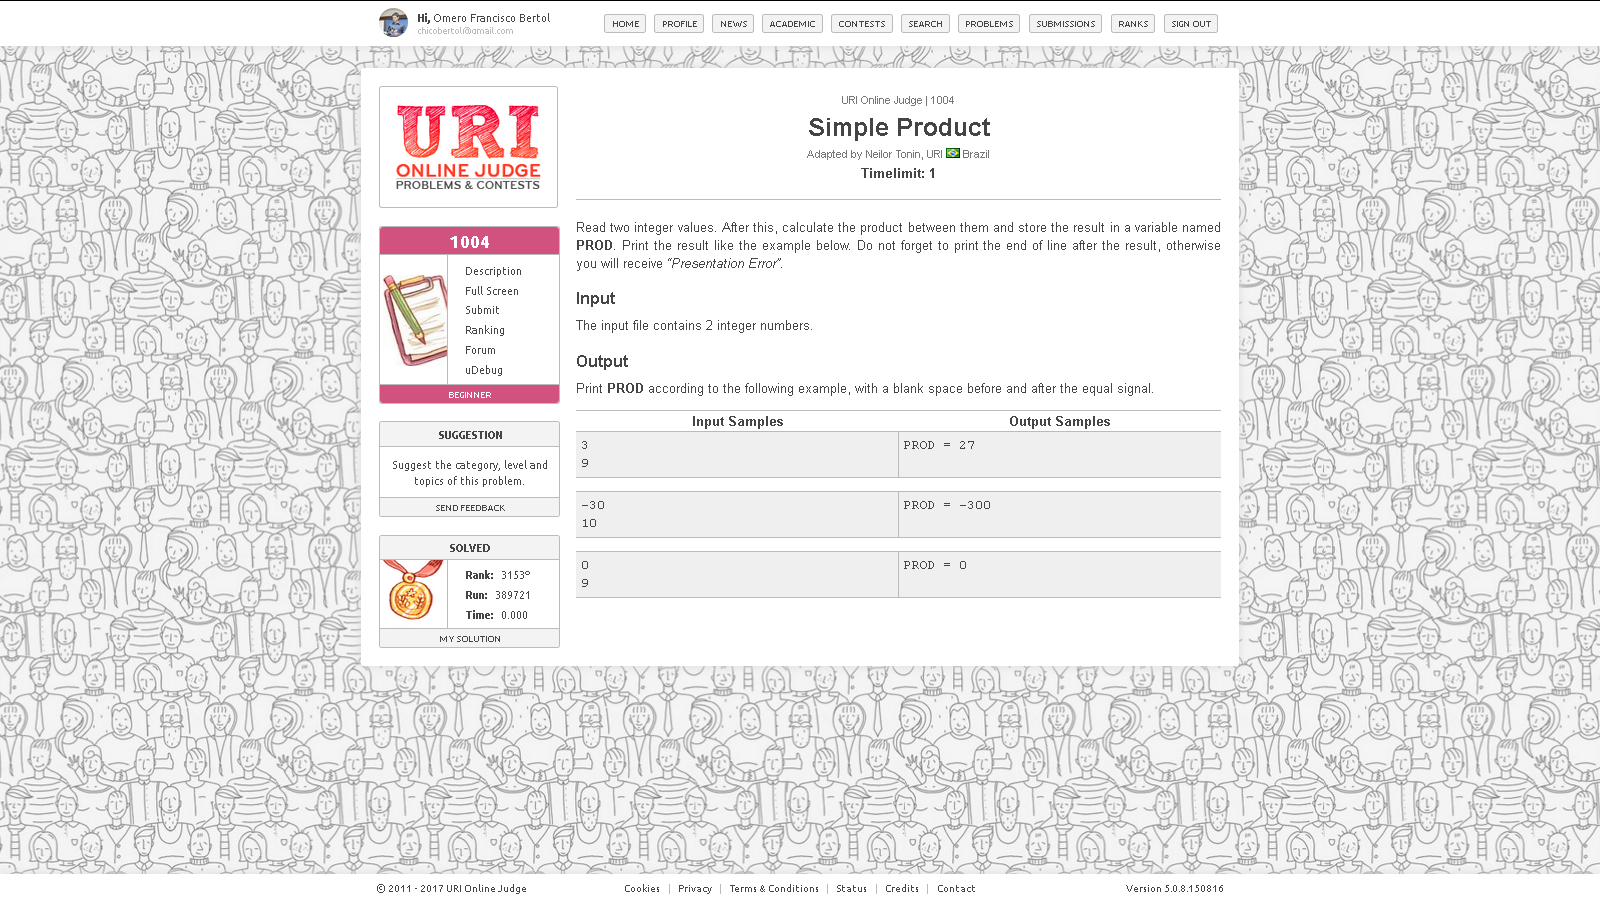 Hi, Omero Francisco Bertol
chicobertol@gmail.com
HOME PROFILE NEWS ACADEMIC CONTESTS SEARCH PROBLEMS SUBMISSIONS RANKS SIGN OUT
URI
ONLINE JUDGE
PROBLEMS & CONTESTS
1004
Description
Full Screen
Submit
Ranking
Forum
uDebug
BEGINNER
SUGGESTION
Suggest the category, level and
topics of this problem.
SEND FEEDBACK
SOLVED
Rank: 3153º
Run: 389721
Time: 0.000
MY SOLUTION
URI Online Judge | 1004
Simple Product
Adapted by Neilor Tonin, URI Brazil
Timelimit: 1
Read two integer values. After this, calculate the product between them and store the result in a variable named
PROD. Print the result like the example below. Do not forget to print the end of line after the result, otherwise
you will receive “Presentation Error”.
Input
The input file contains 2 integer numbers.
Output
Print PROD according to the following example, with a blank space before and after the equal signal.
Input Samples Output Samples
3 PROD = 27
9
-30 PROD = -300
10
0 PROD = 0
9
© 2011 - 2017 URI Online Judge Cookies | Privacy | Terms & Conditions | Status | Credits | Contact Version 5.0.8.150816